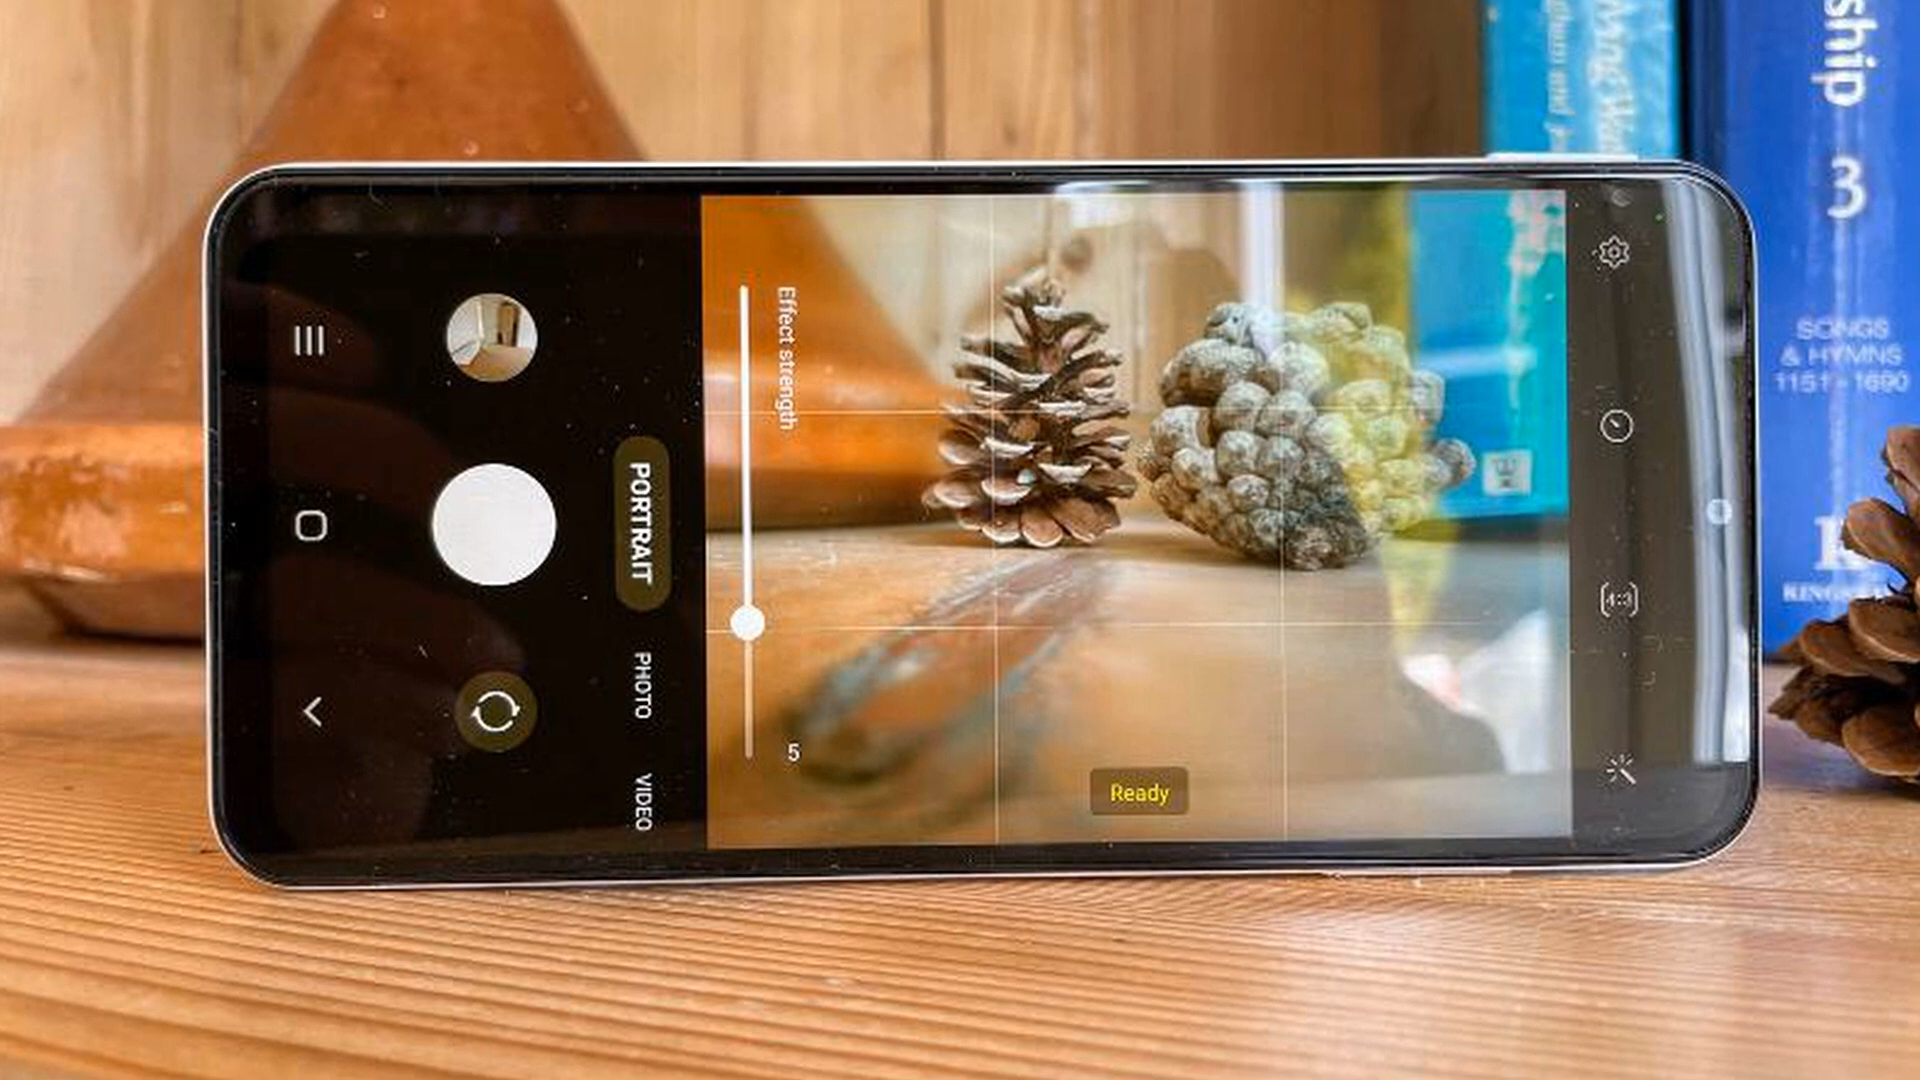 Effect strength
5
PORTRAIT
PHOTO
VIDEO
Ready
4:3
ship
3
SONGS
& HYMNS
1151 - 1690